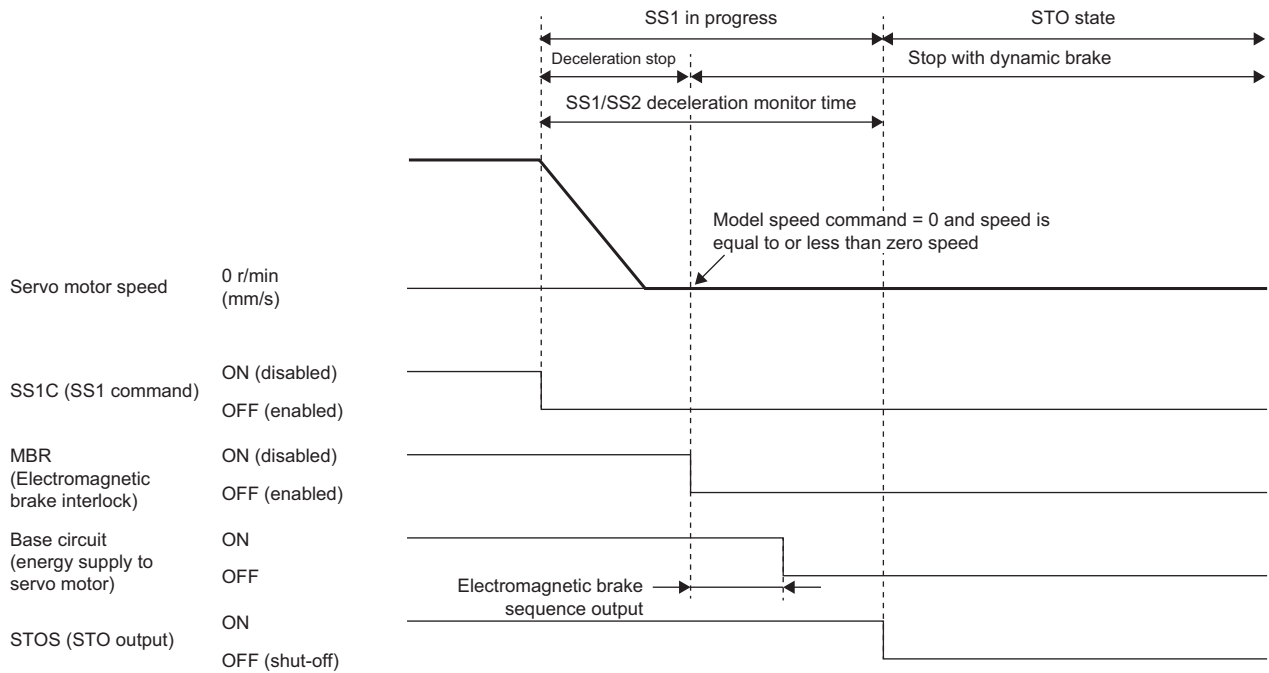 SS1 in progress
STO state
Deceleration stop
Stop with dynamic brake
SS1/SS2 deceleration monitor time
Model speed command = 0 and speed is
equal to or less than zero speed
Servo motor speed
0 r/min
(mm/s)
SS1C (SS1 command)
ON (disabled)
OFF (enabled)
MBR
(Electromagnetic
brake interlock)
ON (disabled)
OFF (enabled)
Base circuit
(energy supply to
servo motor)
ON
OFF
Electromagnetic brake
sequence output
STOS (STO output)
ON
OFF (shut-off)